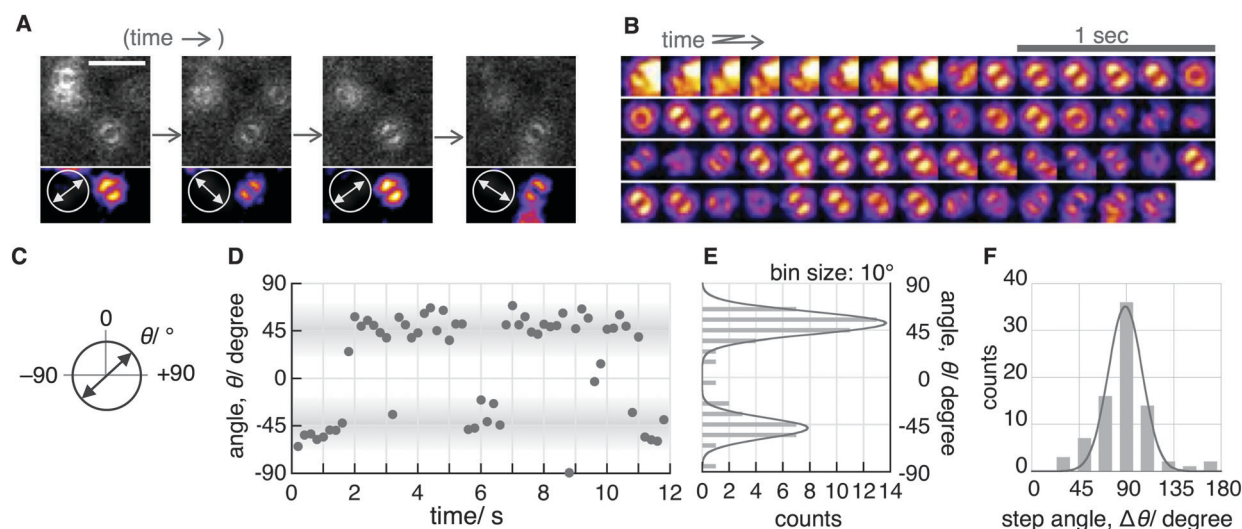 A
(time → )
B
time
1 sec
C
0
θ/ °
–90
+90
D
angle, θ/ degree
90
45
0
-45
-90
0 2 4 6 8 10 12
time/ s
E
bin size: 10°
90
45
0
-45
-90
angle, θ/ degree
0 2 4 6 8 10 12 14
counts
F
counts
40
30
20
10
0
0 45 90 135 180
step angle, Δθ/ degree